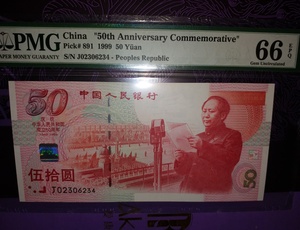 PMG
PAPER MONEY GUARANTY
China "50th Anniversary Commemorative"
Pick# 891 1999 50 Yüan
S/N J02306234 - Peoples Republic
66 EPQ
Gem Uncirculated
50
中国人民银行
伍拾圆
J02306234
50